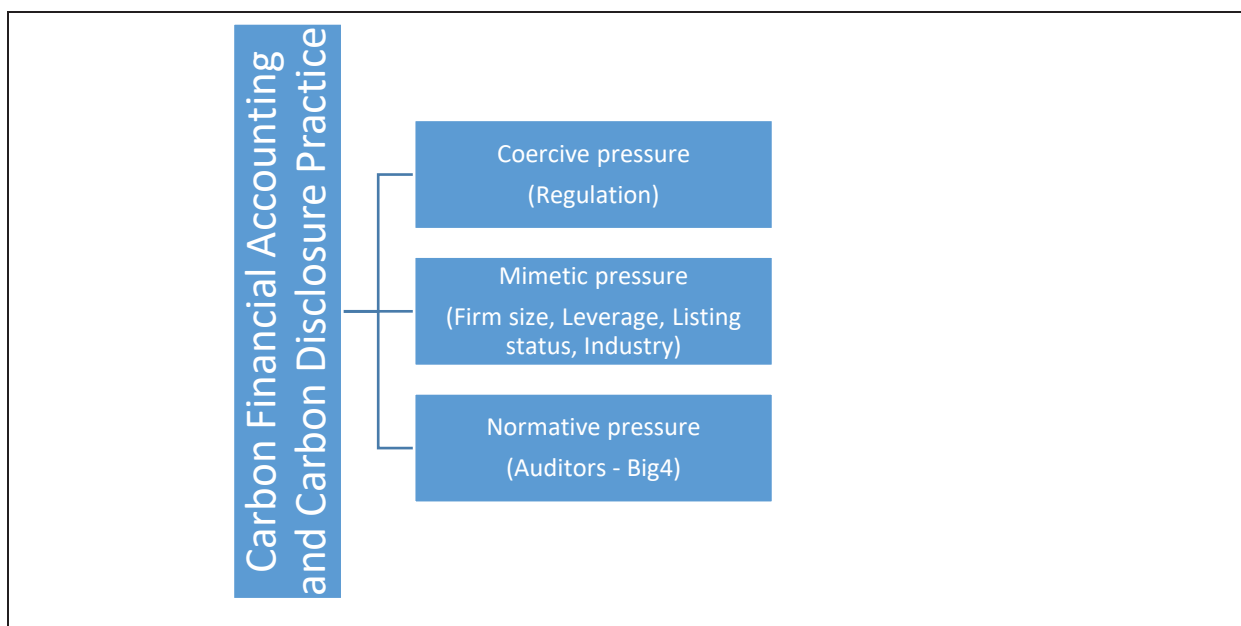 Carbon Financial Accounting
and Carbon Disclosure Practice
Coercive pressure
(Regulation)
Mimetic pressure
(Firm size, Leverage, Listing
status, Industry)
Normative pressure
(Auditors - Big4)